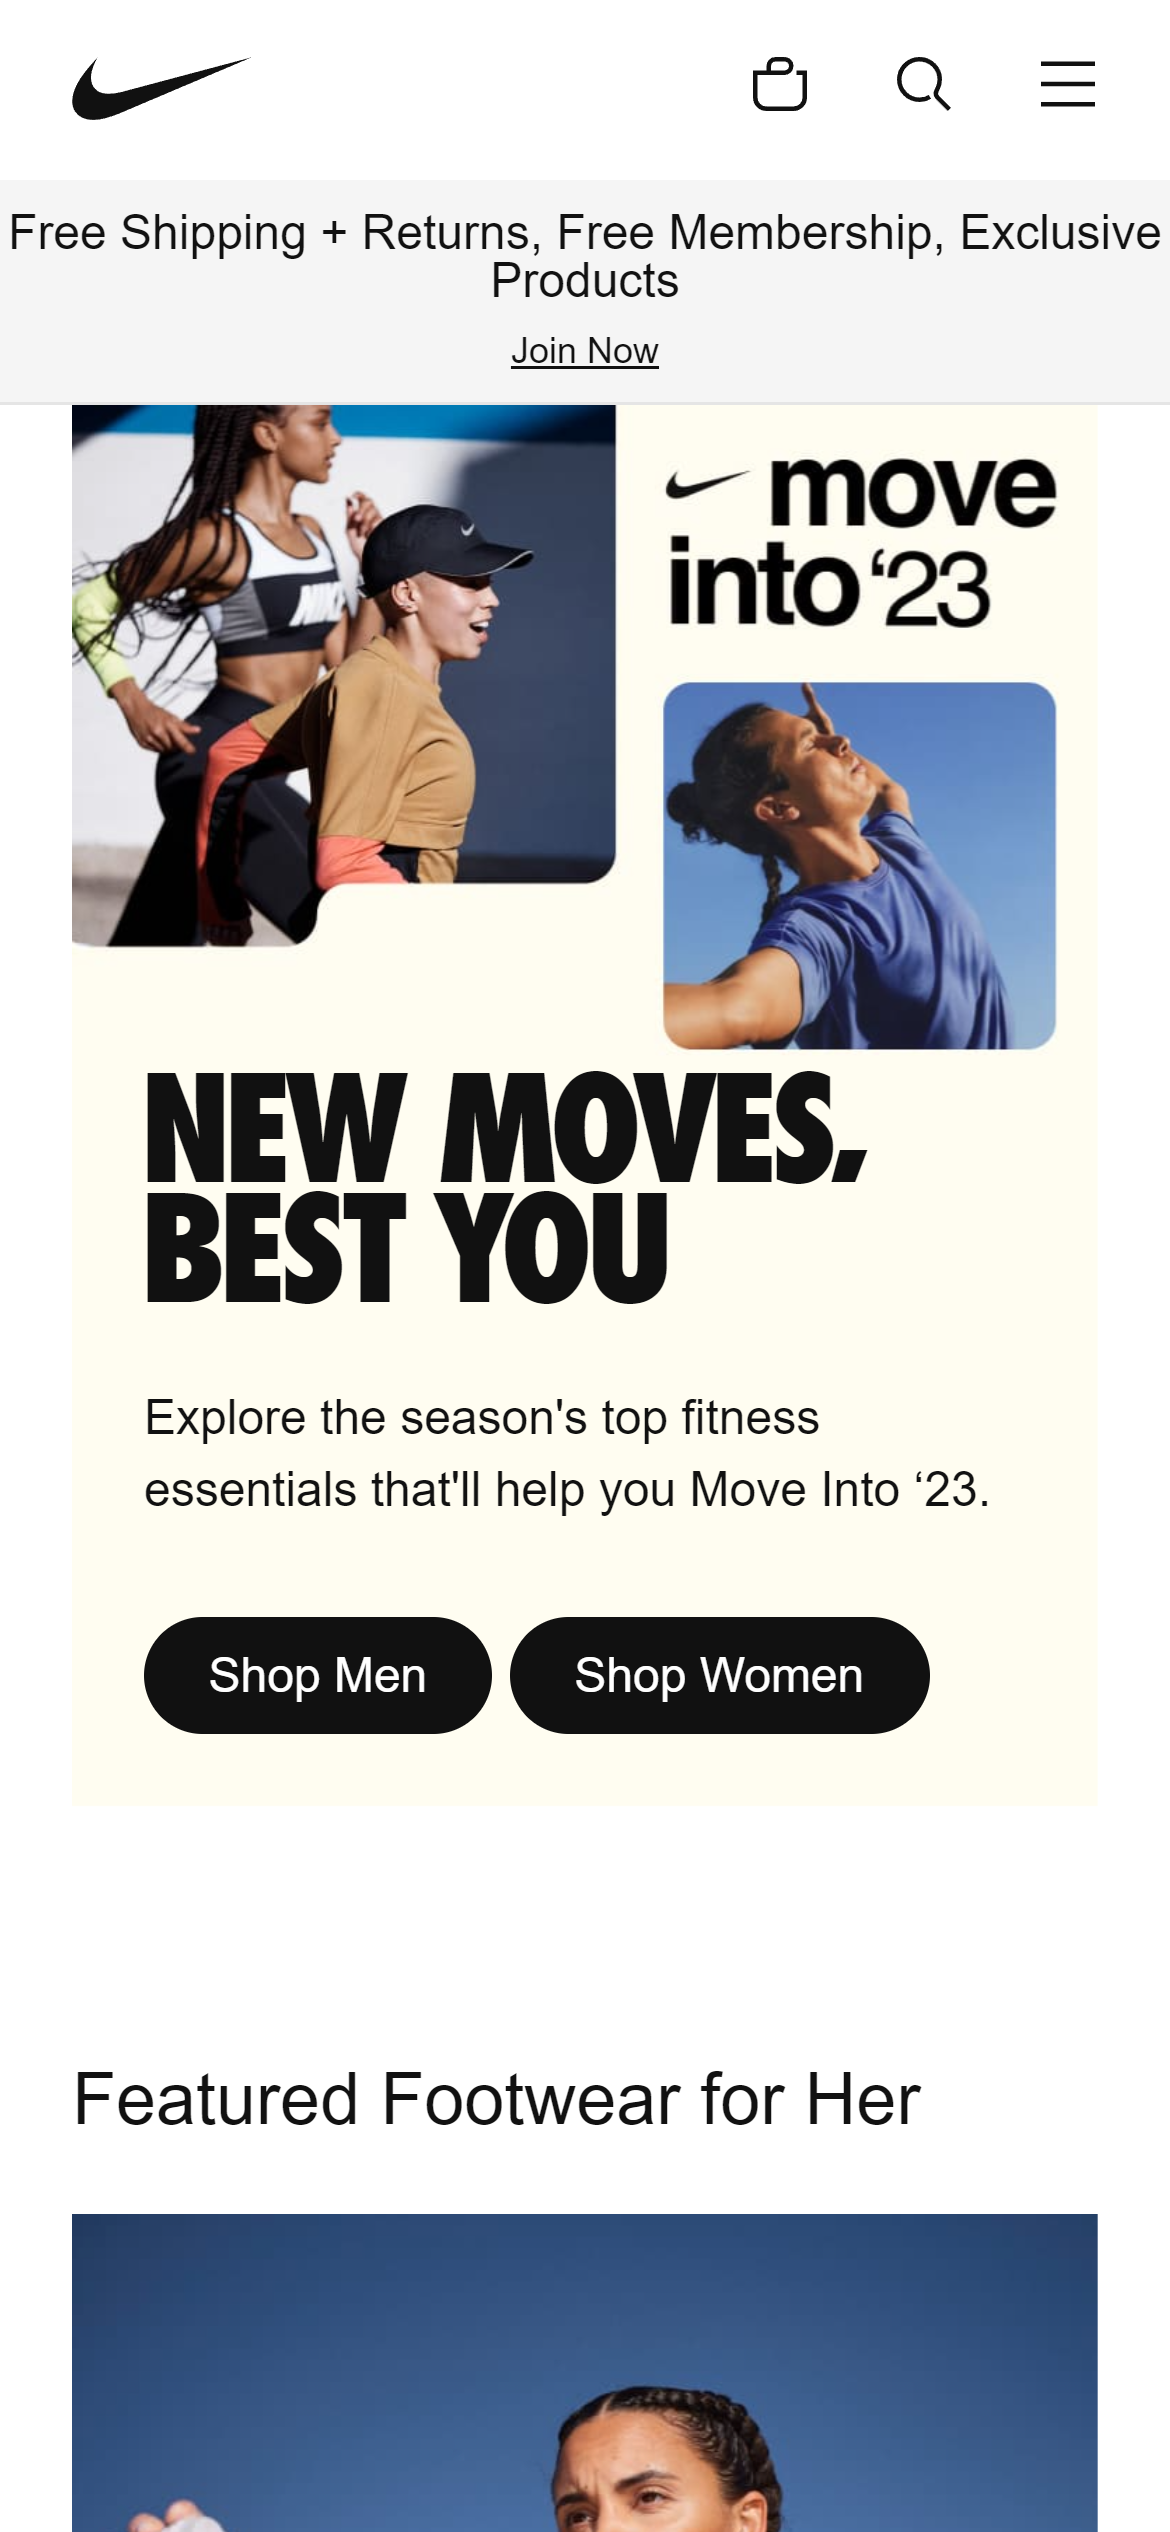 Free Shipping + Returns, Free Membership, Exclusive
Products
Join Now
NIKE
move
into ‘23
NEW MOVES,
BEST YOU
Explore the season's top fitness
essentials that'll help you Move Into ‘23.
Shop Men
Shop Women
Featured Footwear for Her